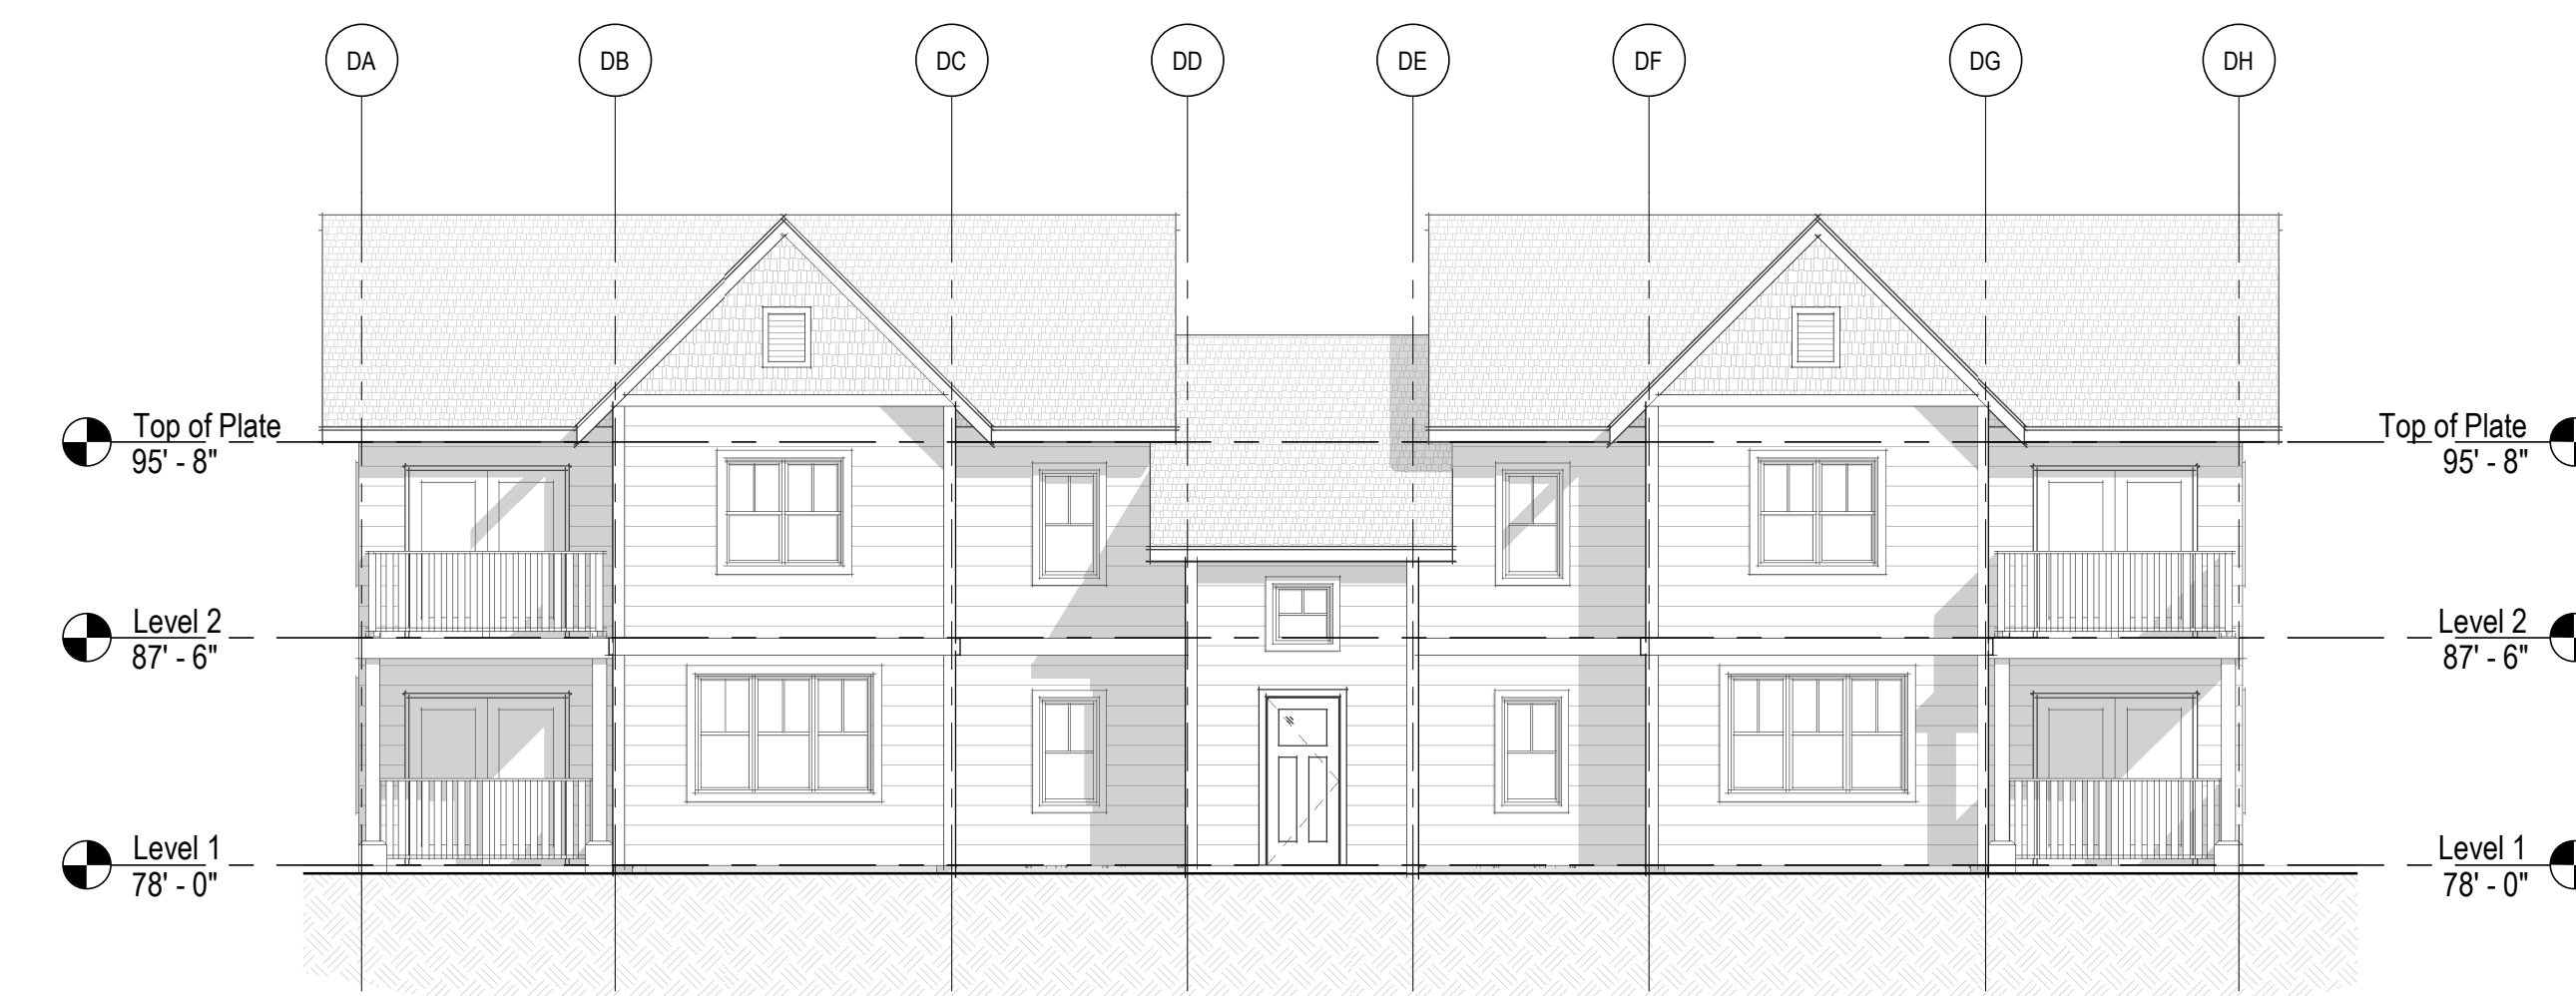 DA DB DC DD DE DF DG DH
Top of Plate
95' - 8"
Top of Plate
95' - 8"
Level 2
87' - 6"
Level 2
87' - 6"
Level 1
78' - 0"
Level 1
78' - 0"